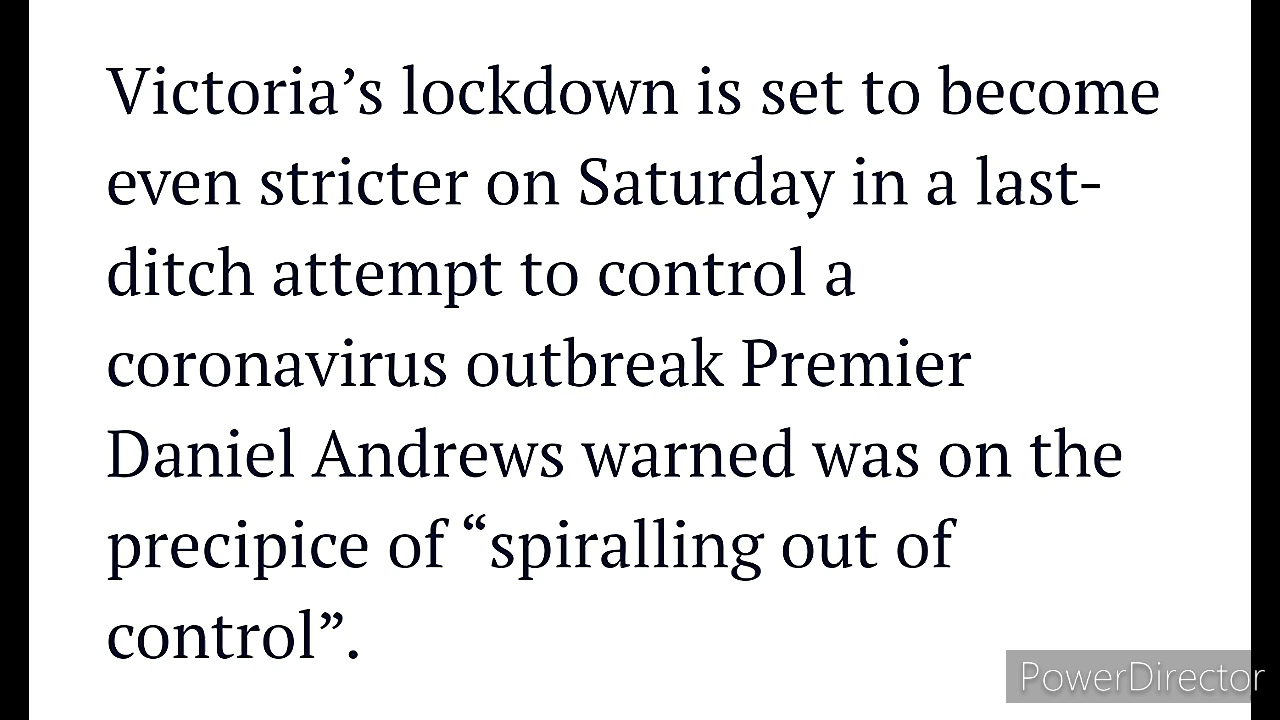 Victoria’s lockdown is set to become
even stricter on Saturday in a last-
ditch attempt to control a
coronavirus outbreak Premier
Daniel Andrews warned was on the
precipice of “spiralling out of
control”.
PowerDirector